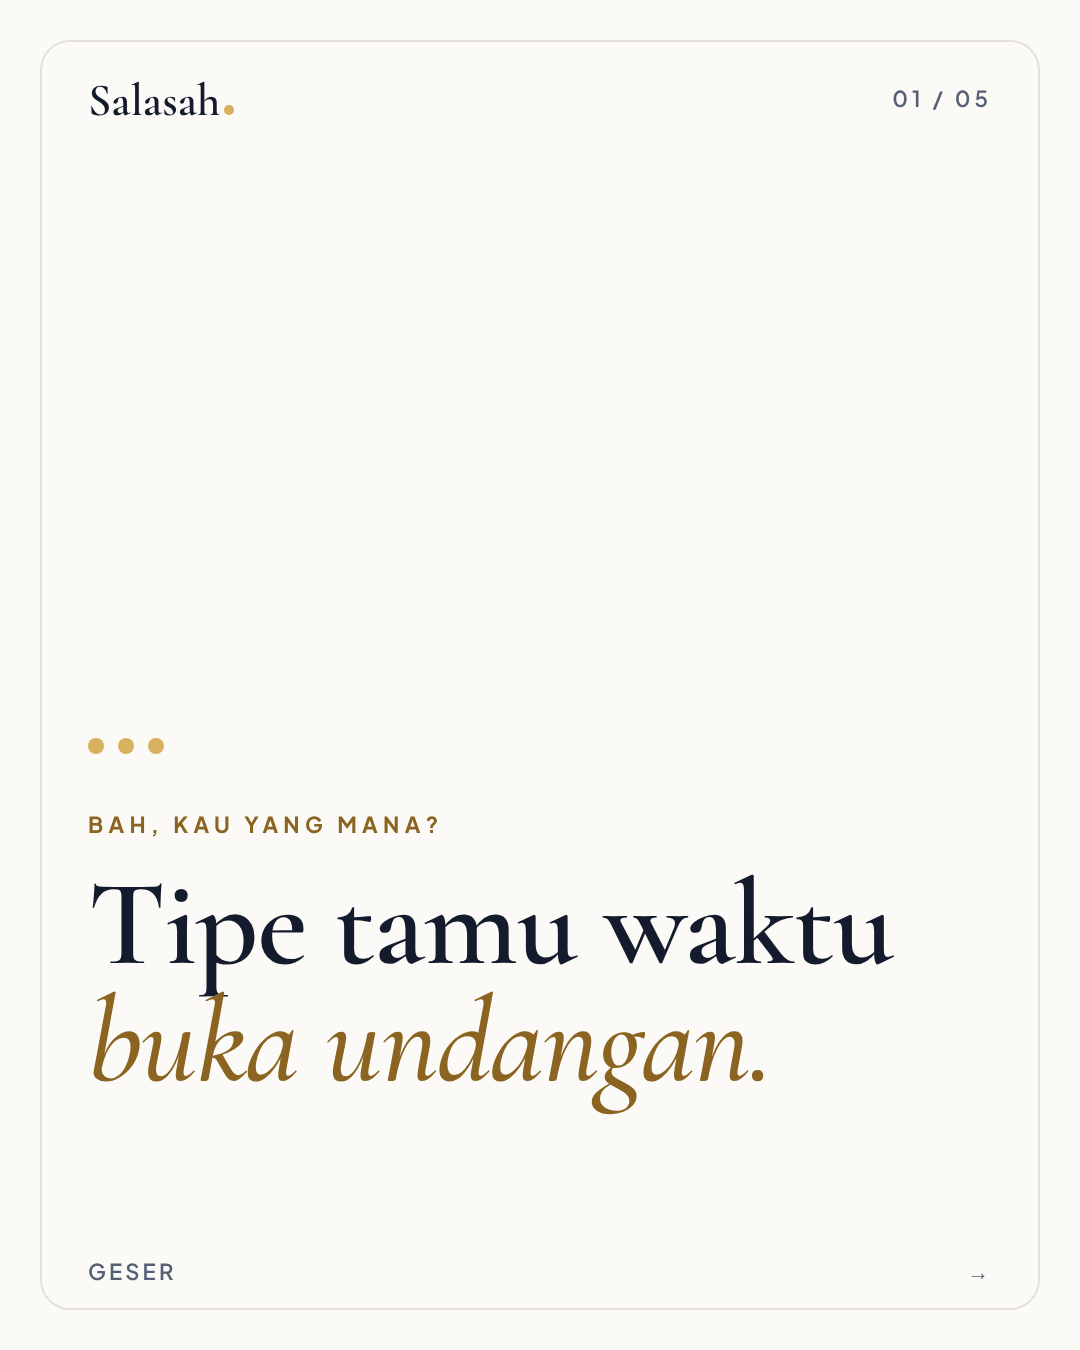 Salasah.
01 / 05
BAH, KAU YANG MANA?
Tipe tamu waktu
buka undangan.
GESER
→